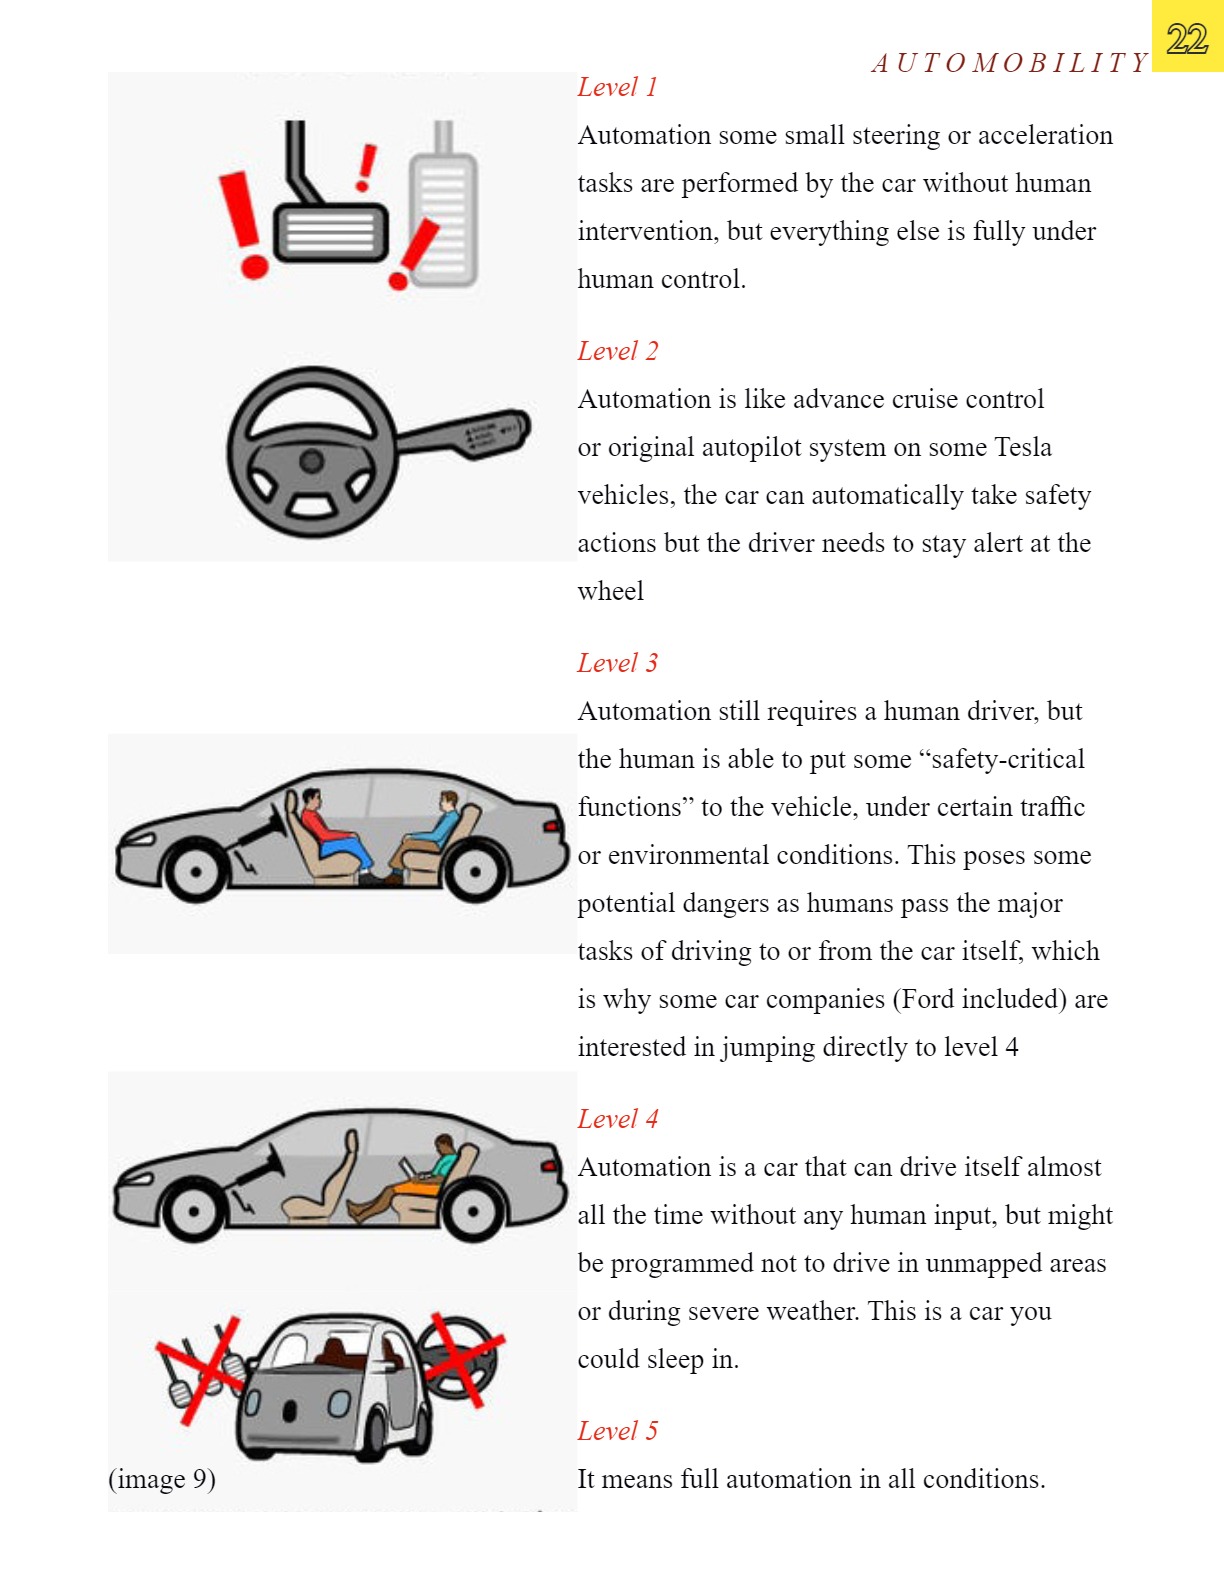 22
AUTOMOBILITY
Level 1
Automation some small steering or acceleration
tasks are performed by the car without human
intervention, but everything else is fully under
human control.
Level 2
Automation is like advance cruise control
or original autopilot system on some Tesla
vehicles, the car can automatically take safety
actions but the driver needs to stay alert at the
wheel
Level 3
Automation still requires a human driver, but
the human is able to put some “safety-critical
functions” to the vehicle, under certain traffic
or environmental conditions. This poses some
potential dangers as humans pass the major
tasks of driving to or from the car itself, which
is why some car companies (Ford included) are
interested in jumping directly to level 4
Level 4
Automation is a car that can drive itself almost
all the time without any human input, but might
be programmed not to drive in unmapped areas
or during severe weather. This is a car you
could sleep in.
Level 5
It means full automation in all conditions.
(image 9)